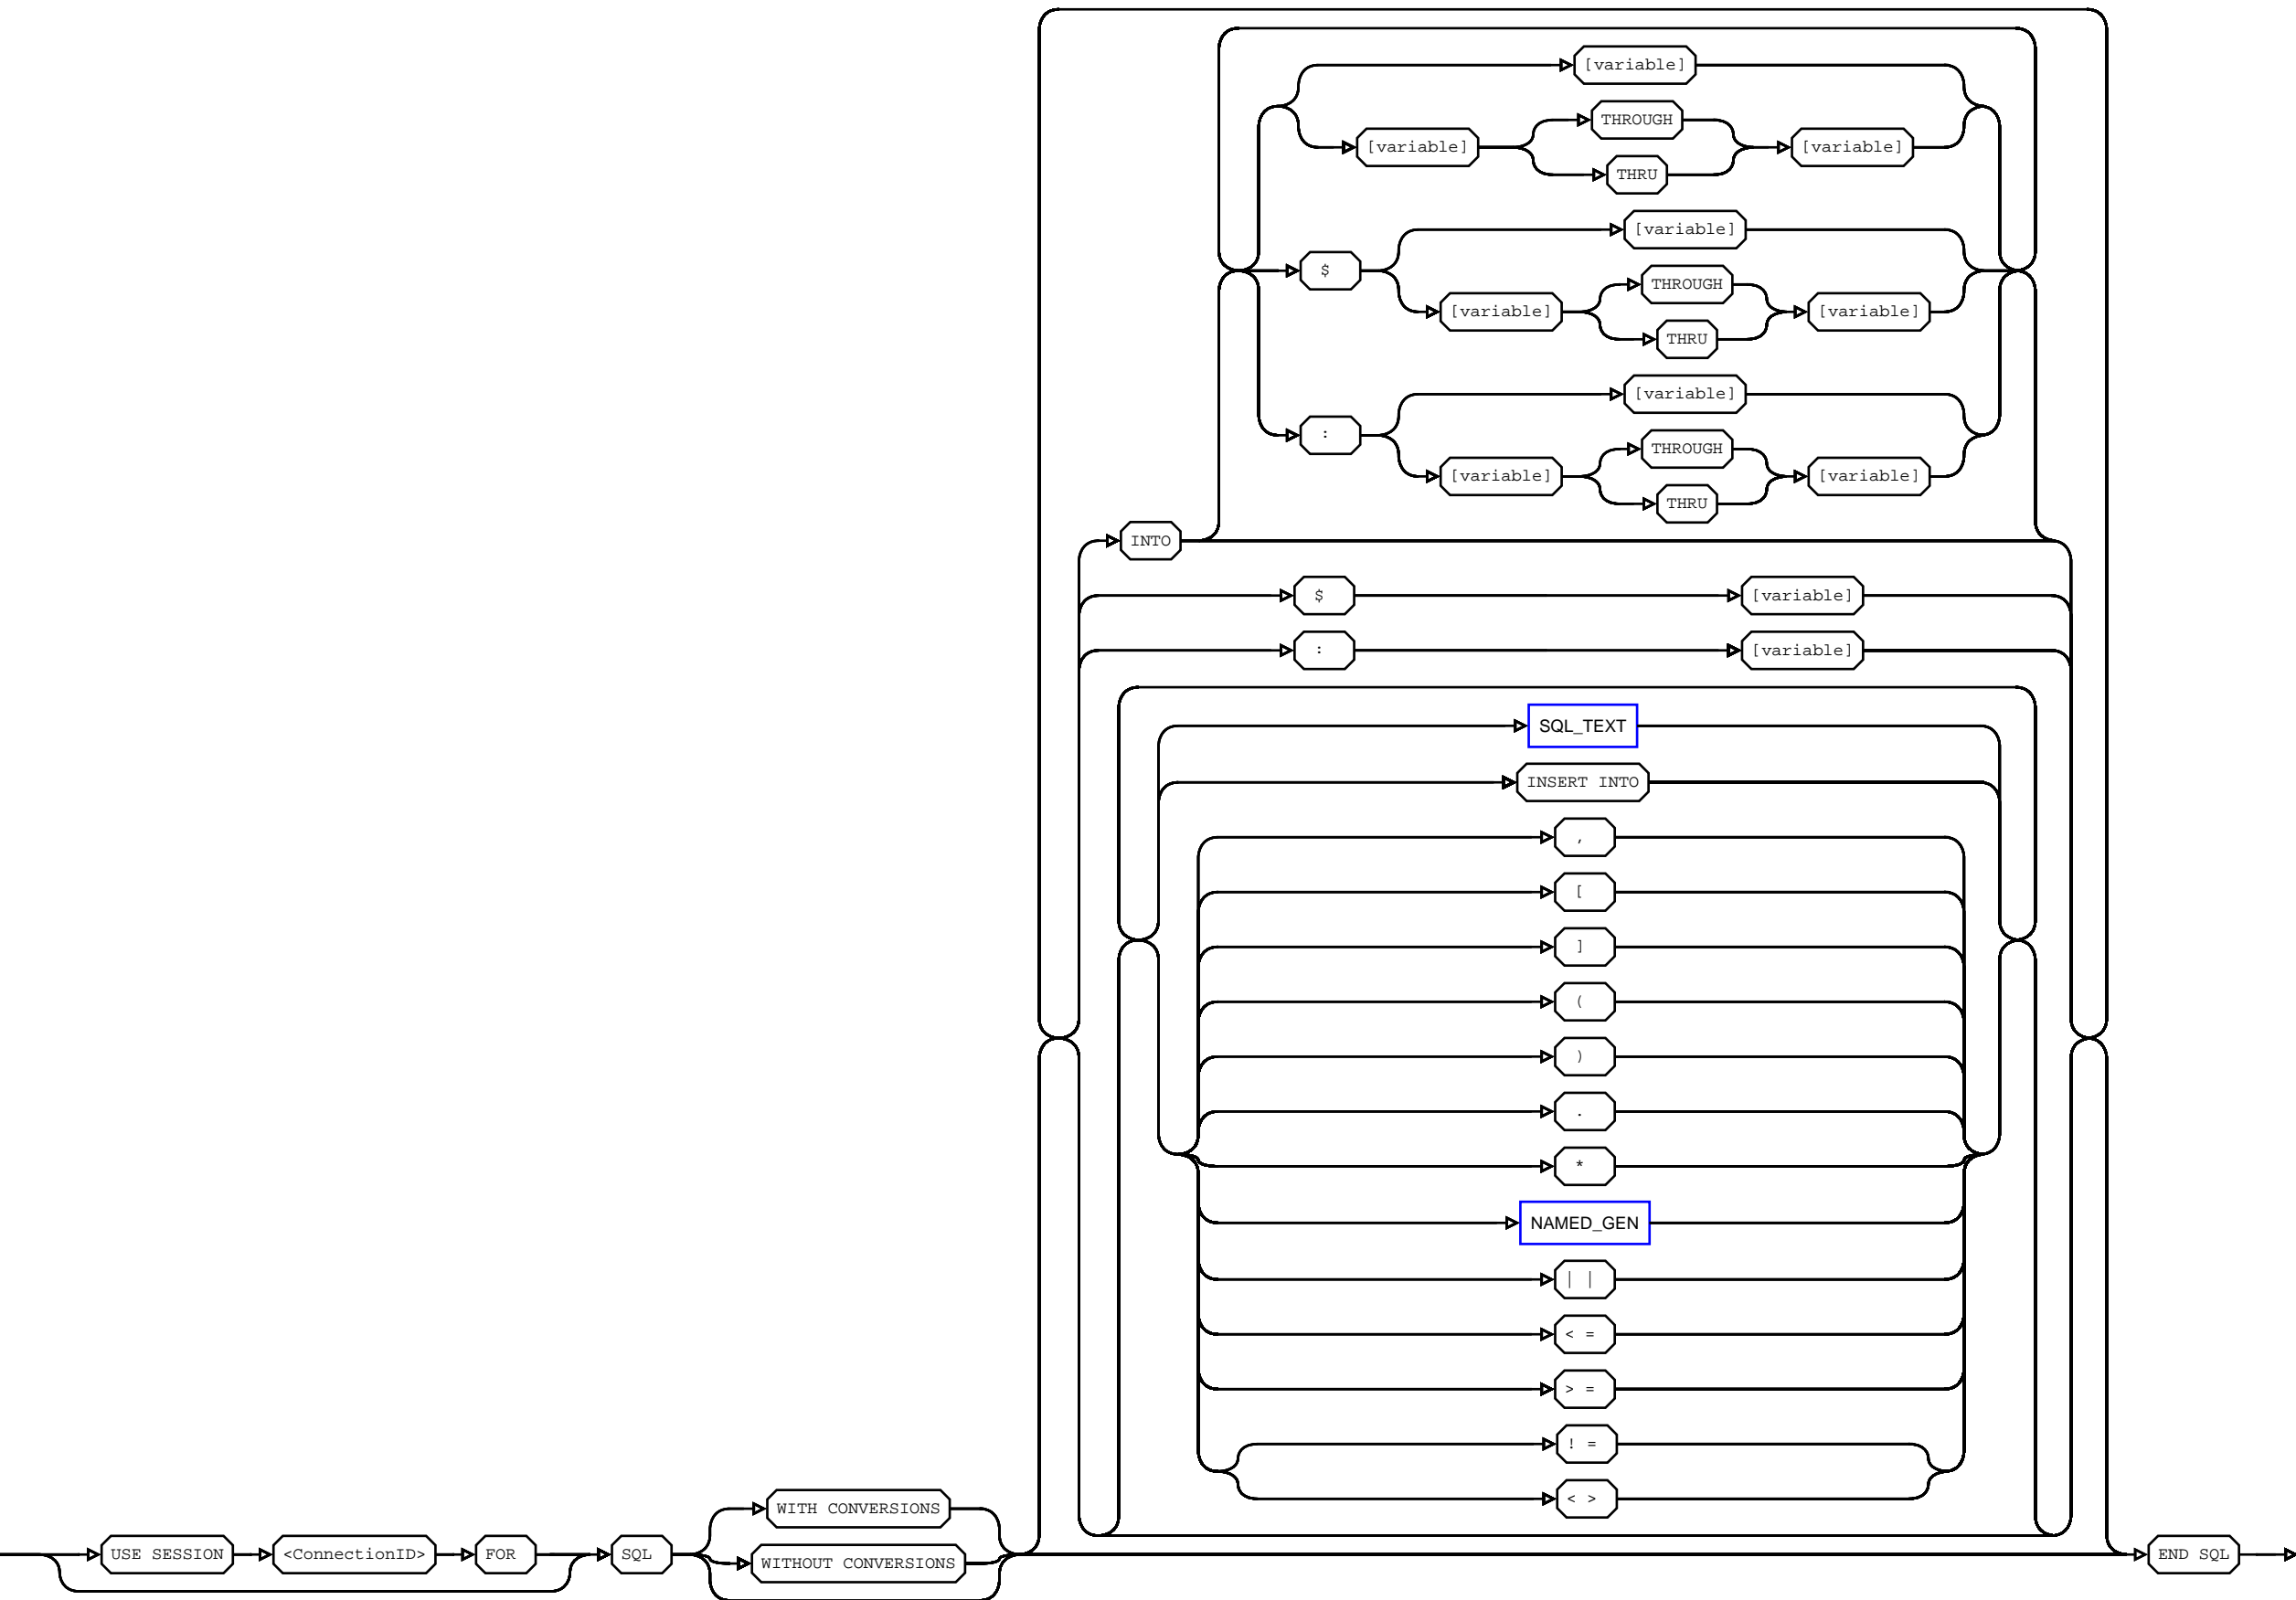 [variable]
THROUGH
[variable]
[variable]
THRU
[variable]
$
THROUGH
[variable]
[variable]
THRU
[variable]
:
THROUGH
[variable]
[variable]
THRU
INTO
$
[variable]
:
[variable]
SQL_TEXT
INSERT INTO
,
[
]
(
)
.
*
NAMED_GEN
| |
< =
> =
! =
< >
WITH CONVERSIONS
USE SESSION
<ConnectionID>
FOR
SQL
WITHOUT CONVERSIONS
END SQL